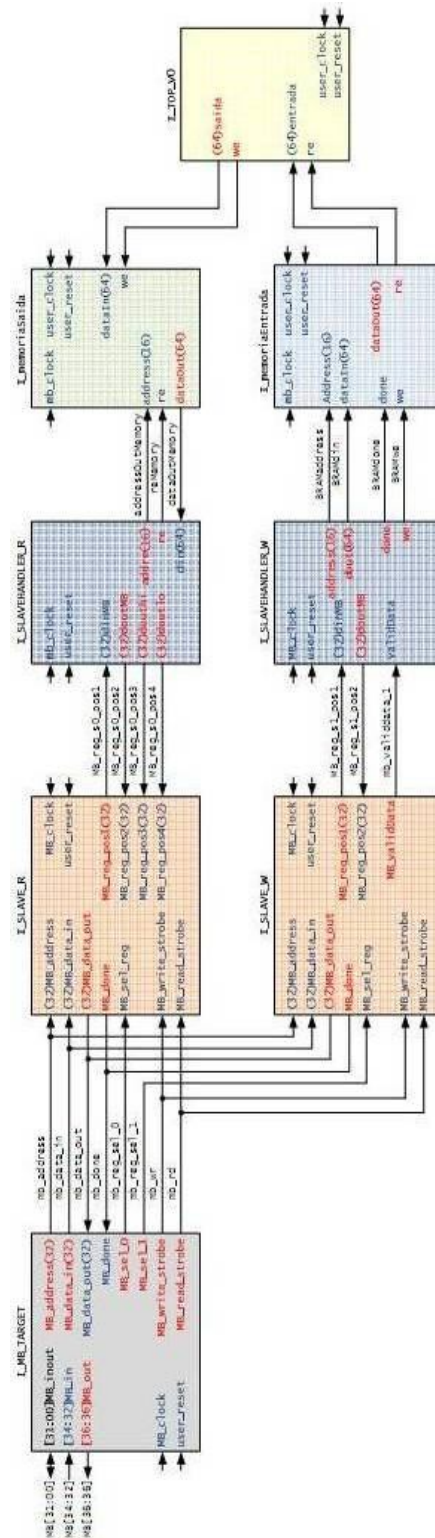 I_MB_TARGET
MB[31:00]
MB[34:32]
MB[36:36]
[31:00]MB_inout
[34:32]MB_in
[36:36]MB_out
MB_clock
user_reset
MB_address(32)
MB_data_in(32)
MB_data_out(32)
MB_done
MB_sel_0
MB_sel_1
MB_write_strobe
MB_read_strobe
mb_address
mb_data_in
mb_data_out
mb_done
mb_reg_sel_0
mb_reg_sel_1
mb_wr
mb_rd
I_SLAVE_R
(32)MB_address
(32)MB_data_in
(32)MB_data_out
MB_done
MB_sel_reg
MB_write_strobe
MB_read_strobe
MB_clock
user_reset
MB_reg_pos1(32)
MB_reg_pos2(32)
MB_reg_pos3(32)
MB_reg_pos4(32)
MB_reg_s0_pos1
MB_reg_s0_pos2
MB_reg_s0_pos3
MB_reg_s0_pos4
I_SLAVEHANDLER_R
mb_clock
user_reset
(32)dinMB
(32)doutMB
(32)douthi
(32)doutlo
addre(16)
re
din(64)
addressOutMemory
reMemory
dataOutMemory
I_memoriaSaida
mb_clock
user_clock
user_reset
dataIn(64)
we
address(16)
re
dataOut(64)
I_TOP_VO
(64)saida
we
(64)entrada
re
user_clock
user_reset
I_SLAVE_W
(32)MB_address
(32)MB_data_in
(32)MB_data_out
MB_done
MB_sel_reg
MB_write_strobe
MB_read_strobe
MB_clock
user_reset
MB_reg_pos1(32)
MB_reg_pos2(32)
MB_validData
MB_reg_s1_pos1
MB_reg_s1_pos2
mb_validdata_1
I_SLAVEHANDLER_W
MB_clock
user_reset
(32)dinMB
(32)doutMB
validData
address(16)
dout(64)
done
we
BRAMaddress
BRAMdin
BRAMdone
BRAMwe
I_memoriaEntrada
mb_clock
user_clock
user_reset
Address(16)
dataIn(64)
done
we
dataOut(64)
re